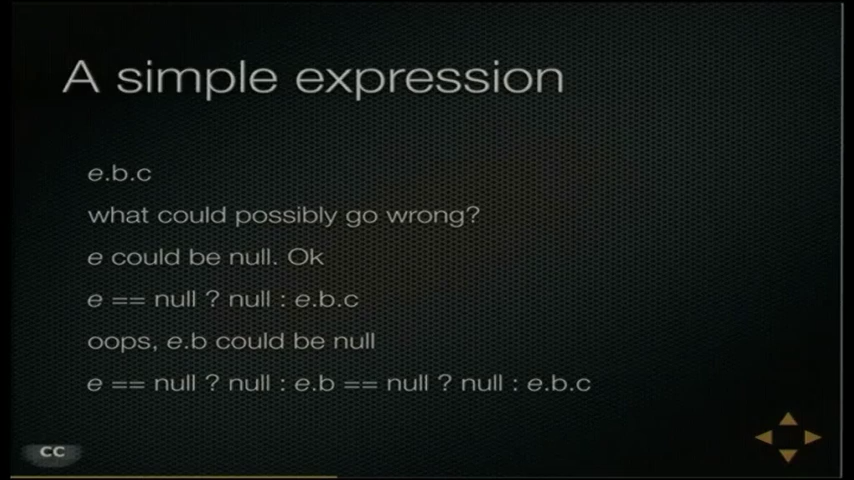 A simple expression
e.b.c
what could possibly go wrong?
e could be null. Ok
e == null ? null : e.b.c
oops, e.b could be null
e == null ? null : e.b == null ? null : e.b.c
CC